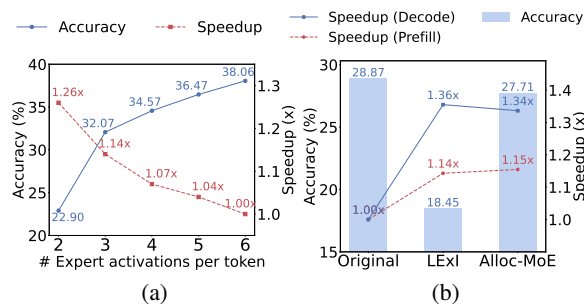 Accuracy Speedup
Accuracy (%)
40
35
30
25
20
1.26x
22.90
32.07
1.14x
34.57
1.07x
36.47
1.04x
38.06
1.00x
1.3
1.2
1.1
1.0
Speedup (x)
2 3 4 5 6
# Expert activations per token
(a)
Speedup (Decode) Accuracy
Speedup (Prefill)
Accuracy (%)
30
25
20
15
28.87
1.00x
1.36x
1.14x
18.45
27.71
1.34x
1.15x
1.4
1.3
1.2
1.1
1.0
Speedup (x)
Original LExI Alloc-MoE
(b)